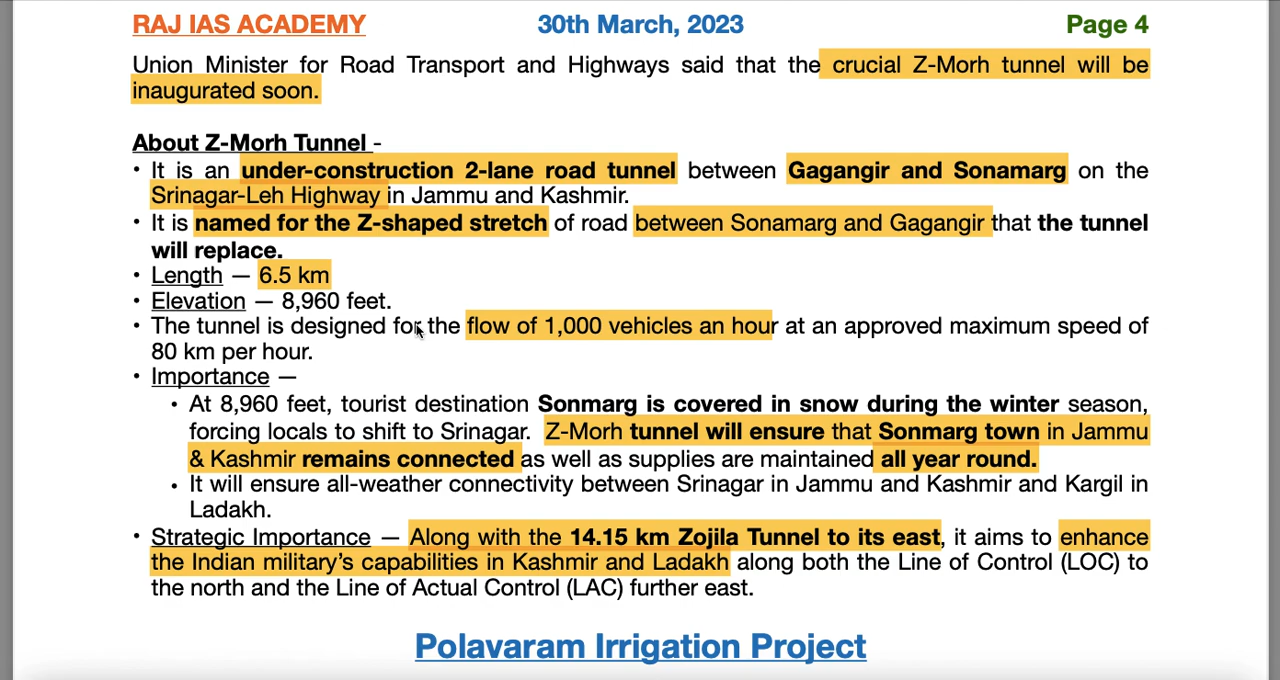 RAJ IAS ACADEMY 30th March, 2023 Page 4
Union Minister for Road Transport and Highways said that the crucial Z-Morh tunnel will be
inaugurated soon.
About Z-Morh Tunnel -
• It is an under-construction 2-lane road tunnel between Gagangir and Sonamarg on the
Srinagar-Leh Highway in Jammu and Kashmir.
• It is named for the Z-shaped stretch of road between Sonamarg and Gagangir that the tunnel
will replace.
• Length — 6.5 km
• Elevation — 8,960 feet.
• The tunnel is designed for the flow of 1,000 vehicles an hour at an approved maximum speed of
80 km per hour.
• Importance —
• At 8,960 feet, tourist destination Sonmarg is covered in snow during the winter season,
forcing locals to shift to Srinagar. Z-Morh tunnel will ensure that Sonmarg town in Jammu
& Kashmir remains connected as well as supplies are maintained all year round.
• It will ensure all-weather connectivity between Srinagar in Jammu and Kashmir and Kargil in
Ladakh.
• Strategic Importance — Along with the 14.15 km Zojila Tunnel to its east, it aims to enhance
the Indian military’s capabilities in Kashmir and Ladakh along both the Line of Control (LOC) to
the north and the Line of Actual Control (LAC) further east.
Polavaram Irrigation Project